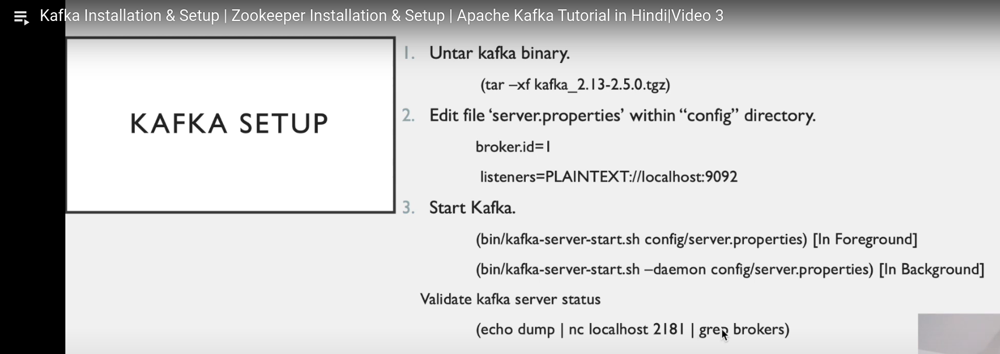 Kafka Installation & Setup | Zookeeper Installation & Setup | Apache Kafka Tutorial in Hindi|Video 3
KAFKA SETUP
1. Untar kafka binary.
(tar –xf kafka_2.13-2.5.0.tgz)
2. Edit file ‘server.properties’ within “config” directory.
broker.id=1
listeners=PLAINTEXT://localhost:9092
3. Start Kafka.
(bin/kafka-server-start.sh config/server.properties) [In Foreground]
(bin/kafka-server-start.sh –daemon config/server.properties) [In Background]
Validate kafka server status
(echo dump | nc localhost 2181 | grep brokers)